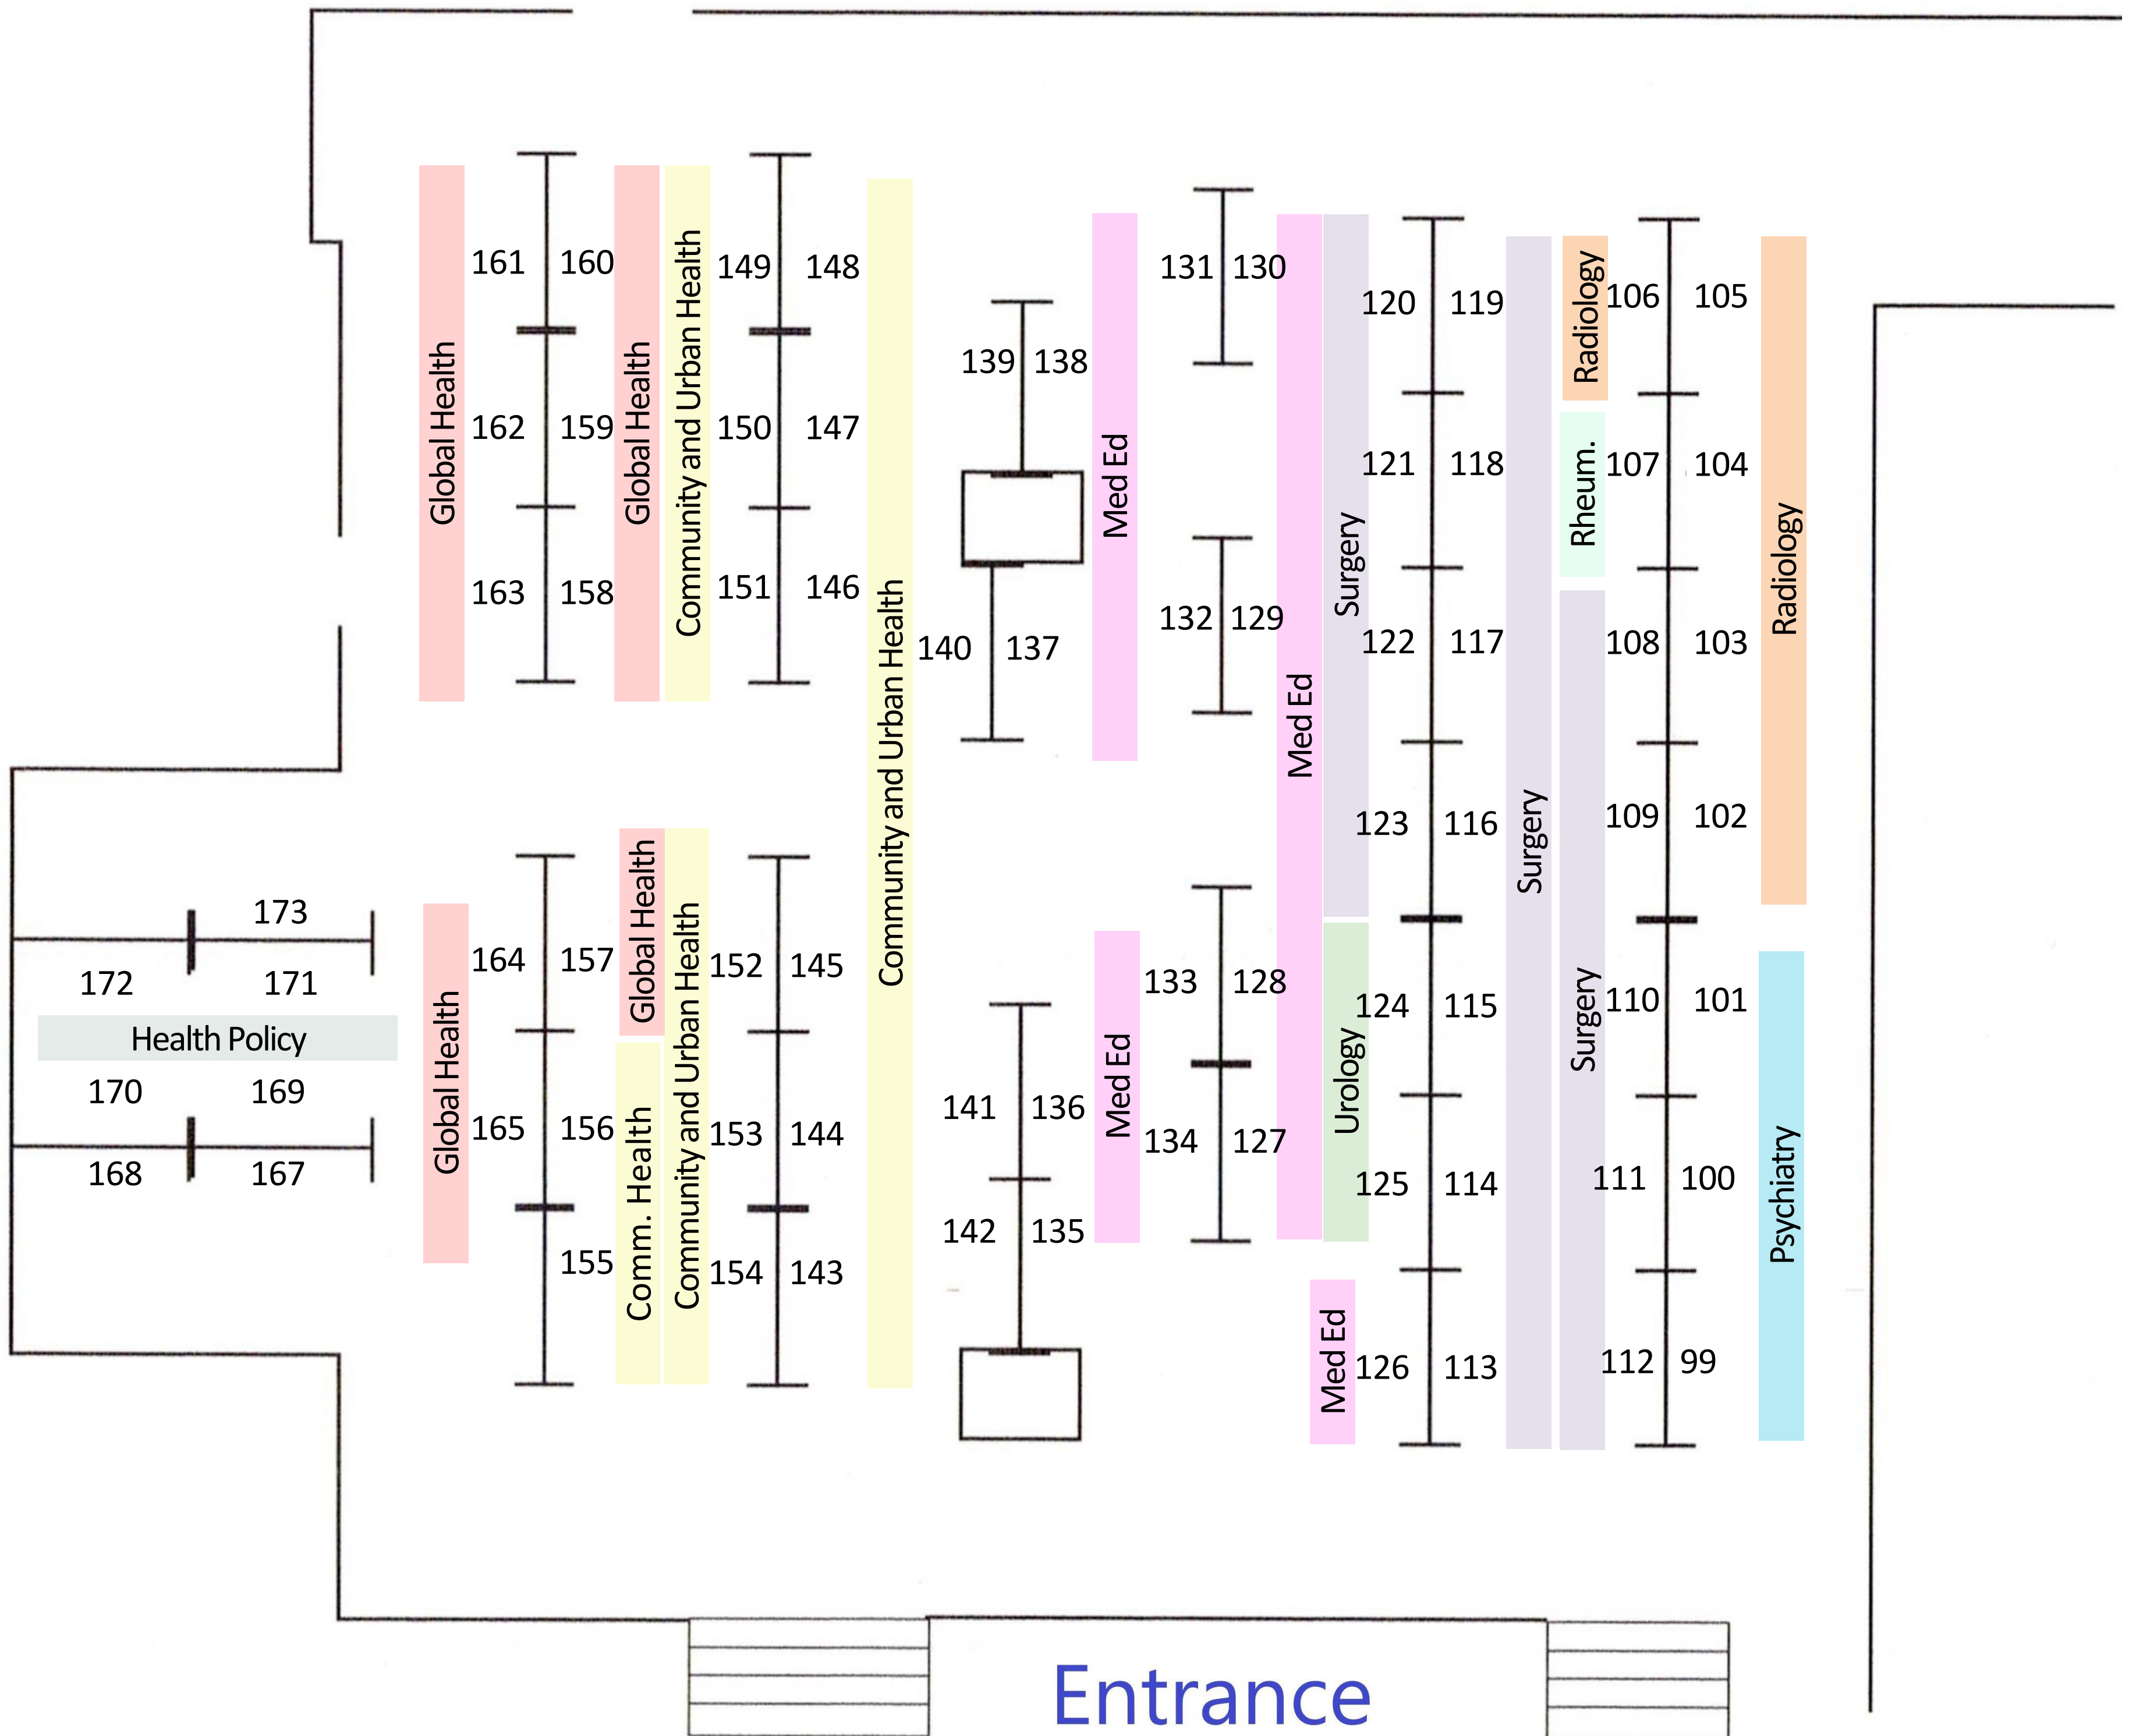 161 160
162 159
163 158
Global Health
Global Health
Community and Urban Health
149 148
150 147
151 146
Community and Urban Health
139 138
140 137
Med Ed
131 130
132 129
Med Ed
Surgery
120 119
121 118
122 117
123 116
Surgery
Radiology
Rheum.
Surgery
106 105
107 104
108 103
109 102
Radiology
173
172 171
Health Policy
170 169
168 167
Global Health
164 157
165 156
155
Global Health
Comm. Health
Community and Urban Health
152 145
153 144
154 143
141 136
142 135
Med Ed
133 128
134 127
Urology
Med Ed
124 115
125 114
126 113
110 101
111 100
112 99
Psychiatry
Entrance